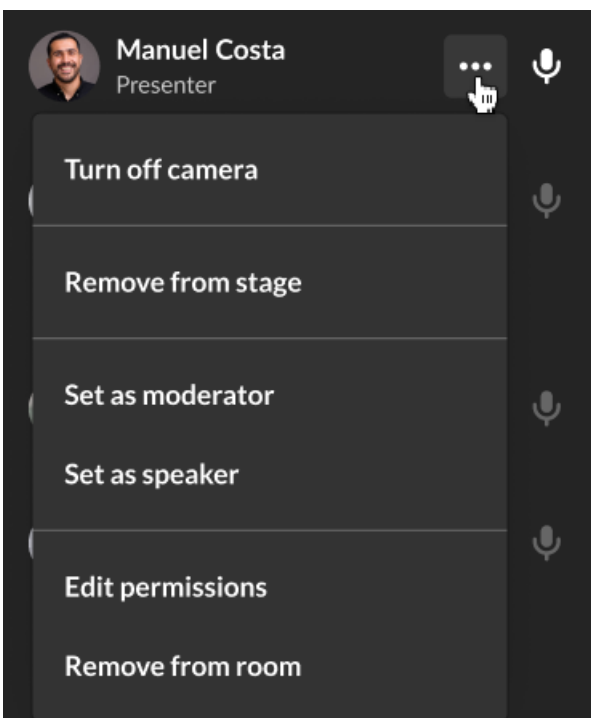 Manuel Costa
Presenter
Turn off camera
Remove from stage
Set as moderator
Set as speaker
Edit permissions
Remove from room